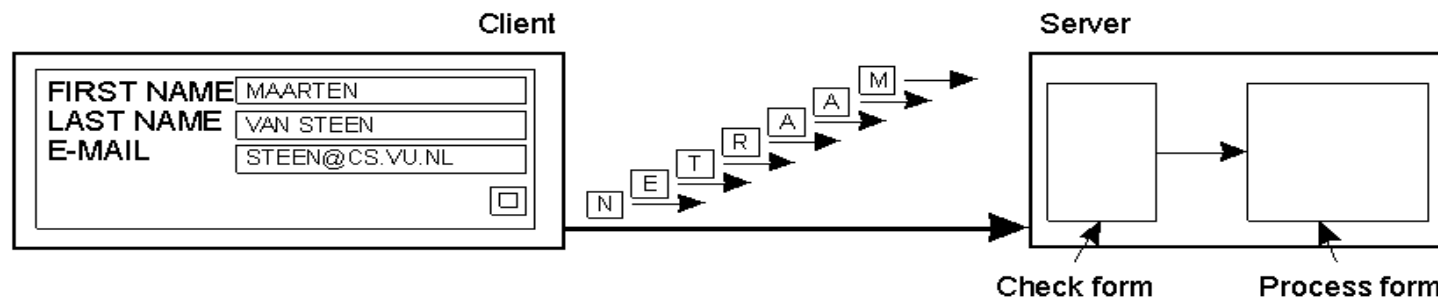 Client
Server
FIRST NAME MAARTEN
LAST NAME VAN STEEN
E-MAIL STEEN@CS.VU.NL
N E T R A A M
Check form
Process form